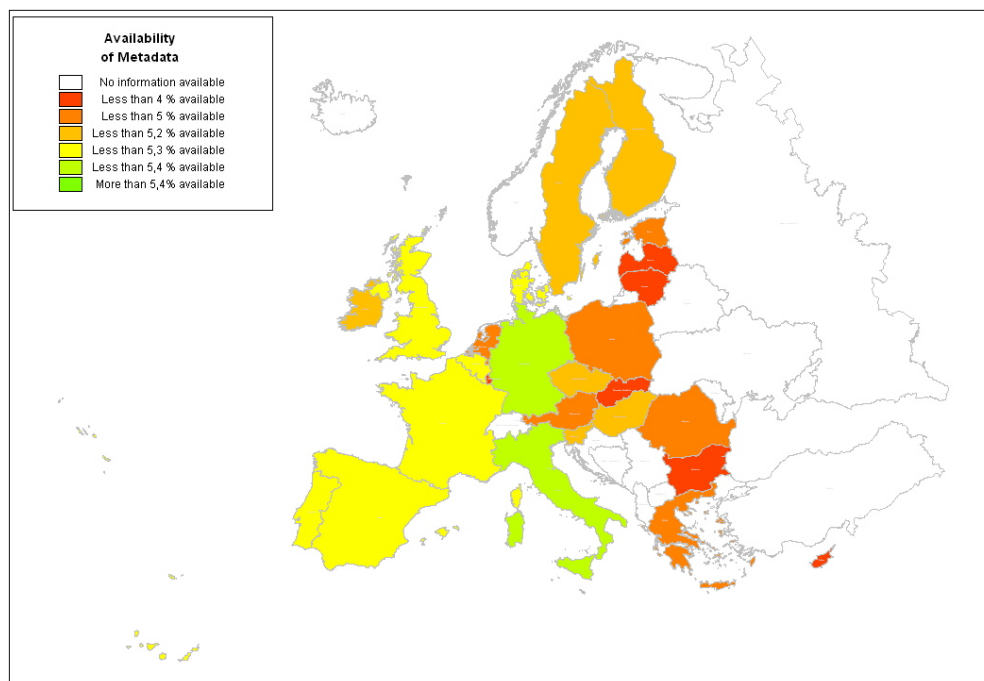 Availability
of Metadata
No information available
Less than 4 % available
Less than 5 % available
Less than 5,2 % available
Less than 5,3 % available
Less than 5,4 % available
More than 5,4% available